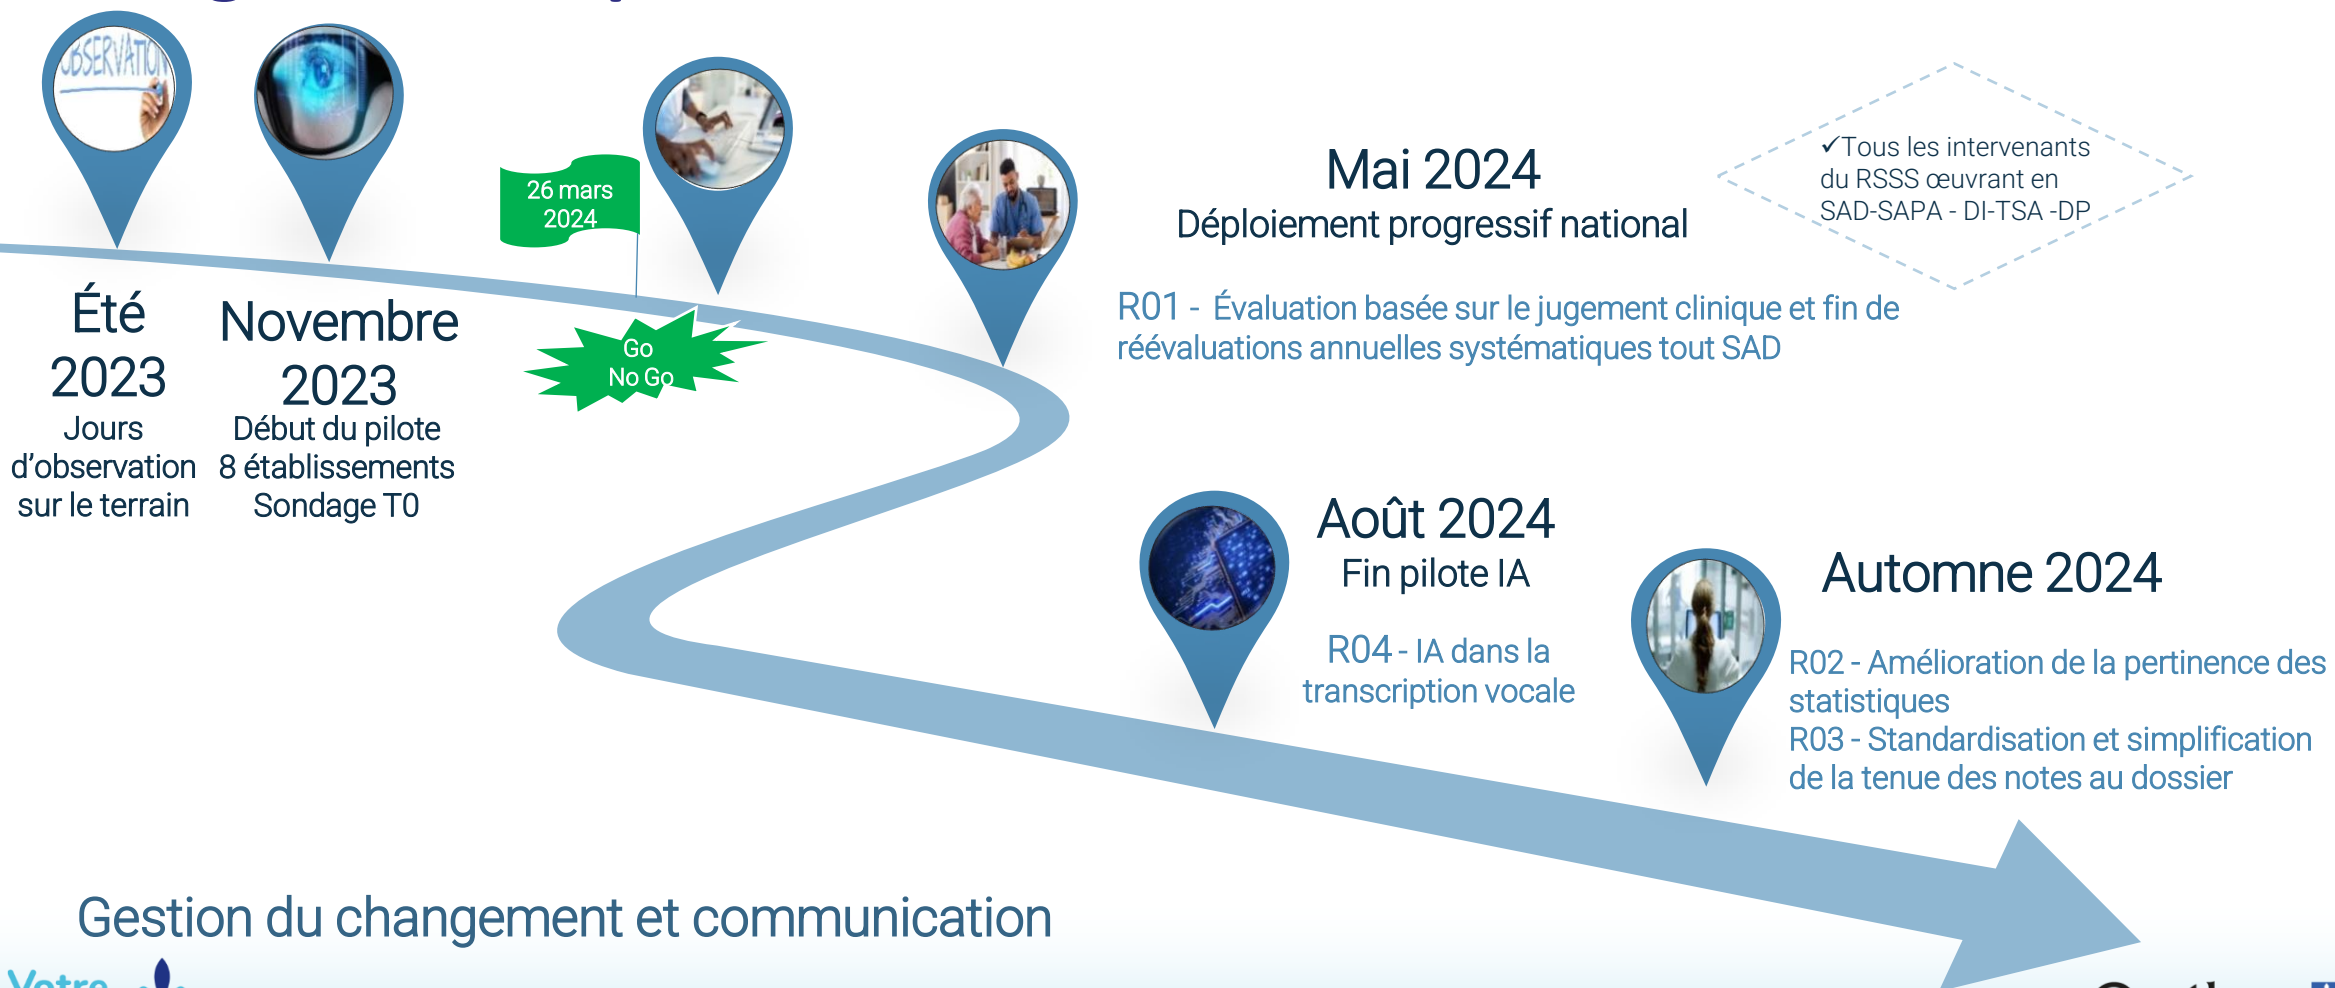 OBSERVATION
26 mars
2024
Été
2023
Jours
d'observation
sur le terrain
Novembre
2023
Début du pilote
8 établissements
Sondage T0
Go
No Go
Mai 2024
Déploiement progressif national
R01 - Évaluation basée sur le jugement clinique et fin de
réévaluations annuelles systématiques tout SAD
✓Tous les intervenants
du RSSS œuvrant en
SAD-SAPA - DI-TSA -DP
Août 2024
Fin pilote IA
R04 - IA dans la
transcription vocale
Automne 2024
R02 - Amélioration de la pertinence des
statistiques
R03 - Standardisation et simplification
de la tenue des notes au dossier
Gestion du changement et communication
Votre